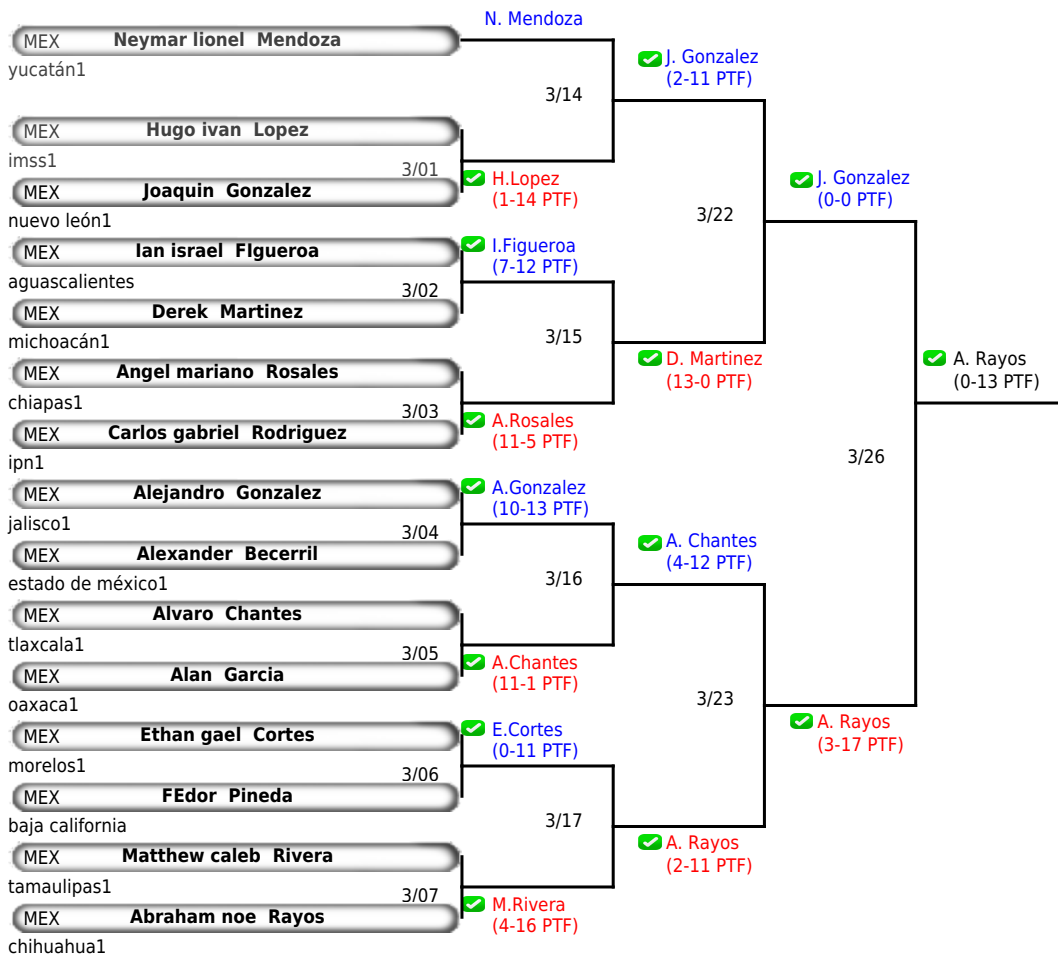 N. Mendoza
MEX Neymar lionel Mendoza
yucatán1
J. Gonzalez
(2-11 PTF)
3/14
MEX Hugo ivan Lopez
imss1
3/01
H.Lopez
(1-14 PTF)
MEX Joaquin Gonzalez
nuevo león1
J. Gonzalez
(0-0 PTF)
3/22
MEX Ian israel FIgueroa
aguascalientes
I.Figueroa
(7-12 PTF)
3/02
MEX Derek Martinez
michoacán1
3/15
D. Martinez
(13-0 PTF)
MEX Angel mariano Rosales
chiapas1
3/03
MEX Carlos gabriel Rodriguez
ipn1
A.Rosales
(11-5 PTF)
A. Rayos
(0-13 PTF)
3/26
MEX Alejandro Gonzalez
jalisco1
A.Gonzalez
(10-13 PTF)
3/04
MEX Alexander Becerril
estado de méxico1
A. Chantes
(4-12 PTF)
3/16
MEX Alvaro Chantes
tlaxcala1
3/05
MEX Alan Garcia
oaxaca1
A.Chantes
(11-1 PTF)
3/23
A. Rayos
(3-17 PTF)
MEX Ethan gael Cortes
morelos1
E.Cortes
(0-11 PTF)
3/06
MEX FEdor Pineda
baja california
3/17
A. Rayos
(2-11 PTF)
MEX Matthew caleb Rivera
tamaulipas1
3/07
MEX Abraham noe Rayos
chihuahua1
M.Rivera
(4-16 PTF)